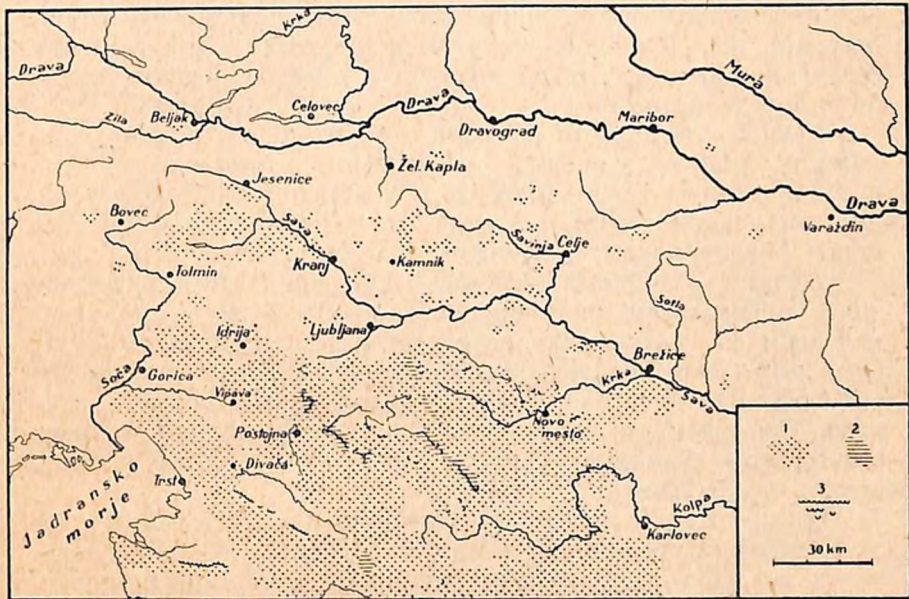 Krka
Drava
Mura
Celovec
Drava
Zila
Beljak
Dravograd
Maribor
Žel. Kapla
Jesenice
Drava
Varaždin
Bovec
Sava
Savinja
Celje
Kranj
Kamnik
Tolmin
Sotla
Ljubljana
Idrija
Soča
Gorica
Brežice
Krka
Sava
Vipava
Novo
mesto
Postojna
Divača
Trst
Jadransko
morje
Kolpa
Karlovec
1
2
3
30 km